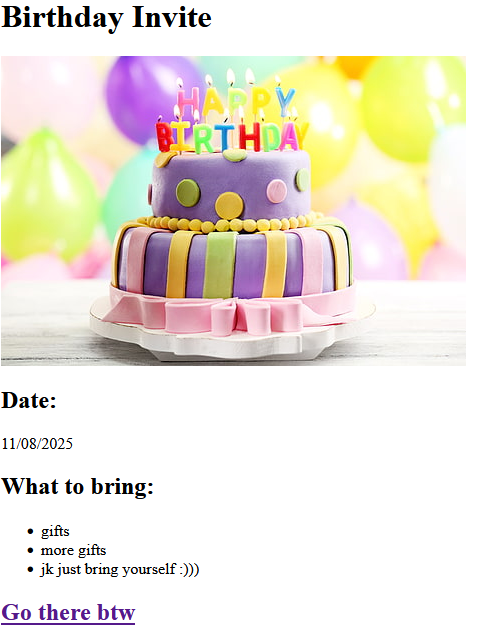 Birthday Invite
HAPPY
BIRTHDAY
Date:
11/08/2025
What to bring:
gifts
more gifts
jk just bring yourself :)))
Go there btw